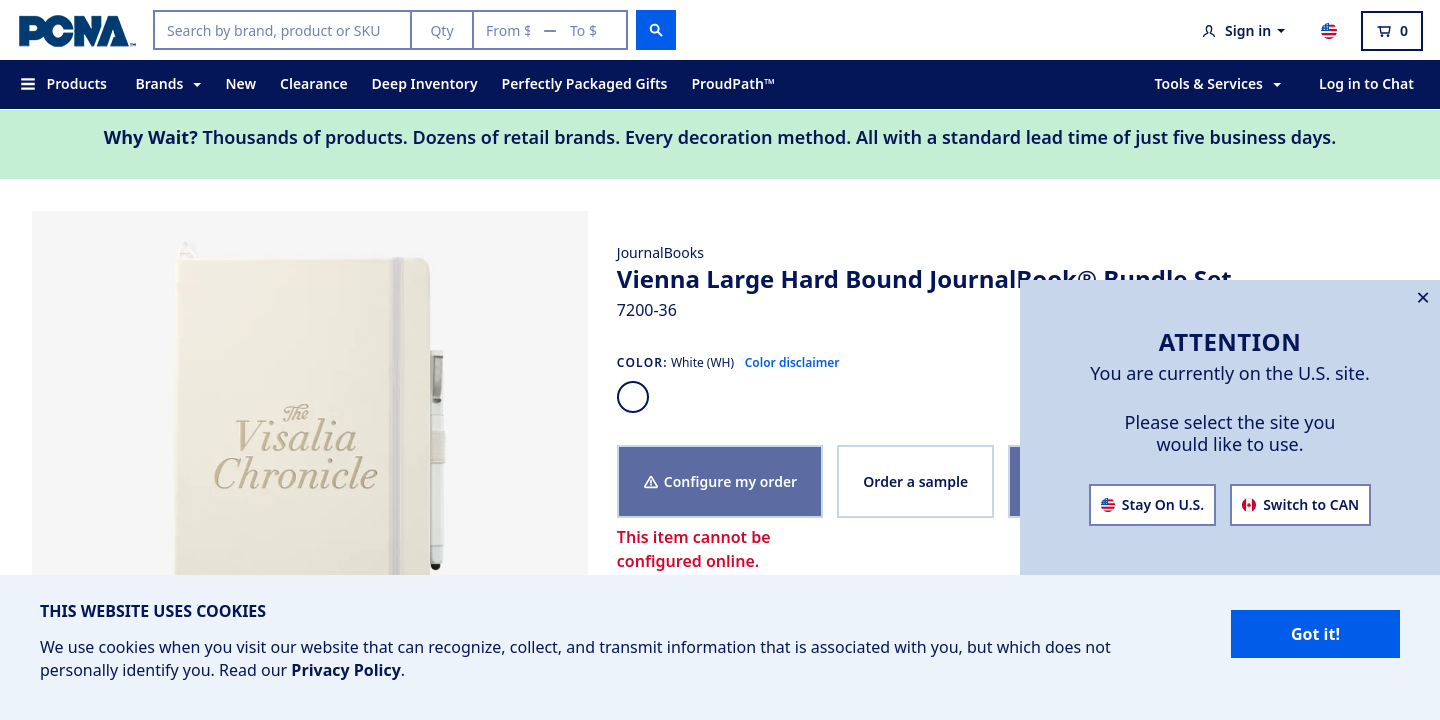 PCNA
Search by brand, product or SKU
Qty
From $ — To $
Sign in
0
Products
Brands
New
Clearance
Deep Inventory
Perfectly Packaged Gifts
ProudPath™
Tools & Services
Log in to Chat
Why Wait? Thousands of products. Dozens of retail brands. Every decoration method. All with a standard lead time of just five business days.
The
Visalia
Chronicle
JournalBooks
Vienna Large Hard Bound JournalBook® Bundle Set
7200-36
COLOR: White (WH) Color disclaimer
Configure my order
Order a sample
This item cannot be
configured online.
×
ATTENTION
You are currently on the U.S. site.
Please select the site you
would like to use.
Stay On U.S.
Switch to CAN
THIS WEBSITE USES COOKIES
We use cookies when you visit our website that can recognize, collect, and transmit information that is associated with you, but which does not
personally identify you. Read our Privacy Policy.
Got it!